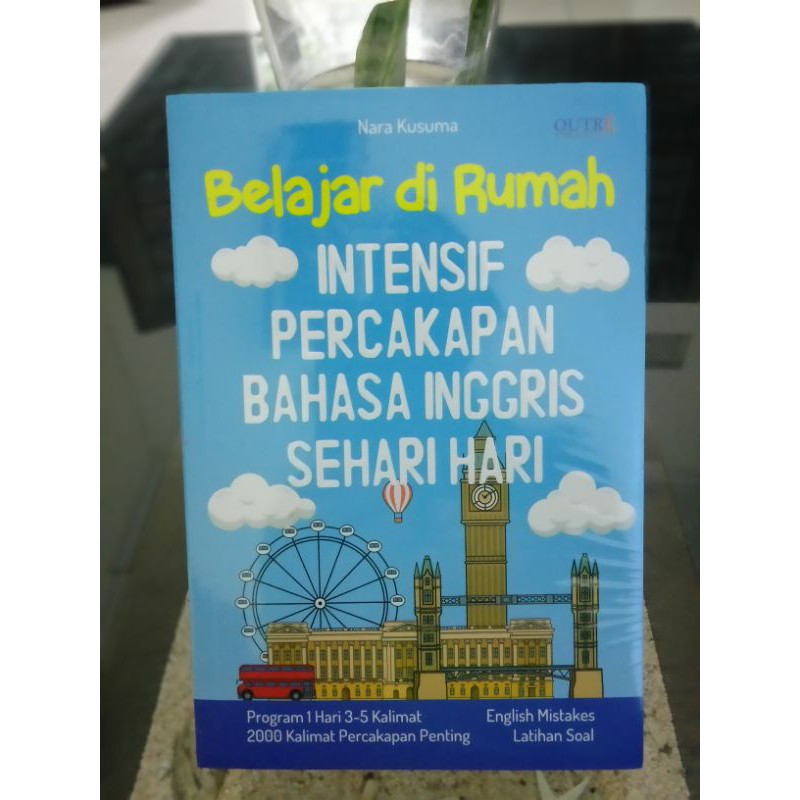 Nara Kusuma
OUTR
Belajar di Rumah
INTENSIF
PERCAKAPAN
BAHASA INGGRIS
SEHARI HARI
Program 1 Hari 3-5 Kalimat
2000 Kalimat Percakapan Penting
English Mistakes
Latihan Soal